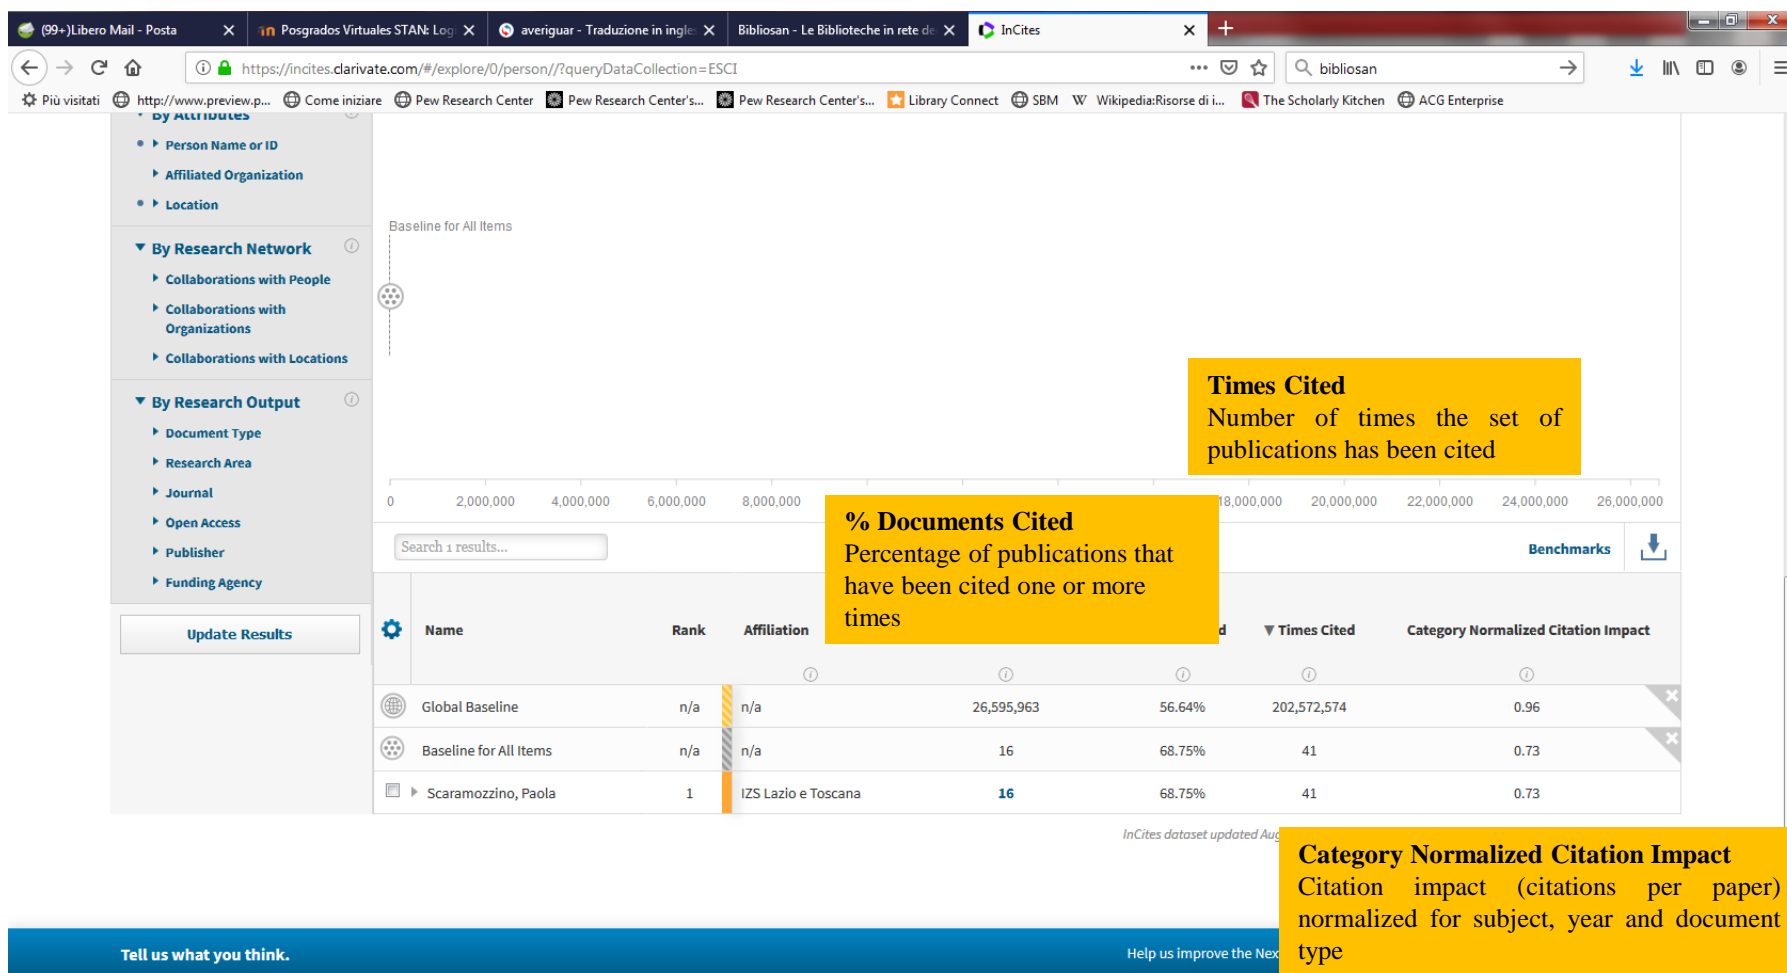 (99+)Libero Mail - Posta
Posgrados Virtuales STAN: Log
averiguar - Traduzione in ingle
Bibliosan - Le Biblioteche in rete de
InCites
https://incites.clarivate.com/#/explore/0/person//?queryDataCollection=ESCI
bibliosan
Più visitati http://www.preview.p... Come iniziare Pew Research Center Pew Research Center's... Pew Research Center's... Library Connect SBM W Wikipedia:Risorse di i... The Scholarly Kitchen ACG Enterprise
By Attributes
Person Name or ID
Affiliated Organization
Location
By Research Network
Collaborations with People
Collaborations with
Organizations
Collaborations with Locations
By Research Output
Document Type
Research Area
Journal
Open Access
Publisher
Funding Agency
Update Results
Baseline for All Items
Times Cited
Number of times the set of
publications has been cited
0 2,000,000 4,000,000 6,000,000 8,000,000 18,000,000 20,000,000 22,000,000 24,000,000 26,000,000
% Documents Cited
Percentage of publications that
have been cited one or more
times
Search 1 results...
Benchmarks
Name Rank Affiliation d ▼ Times Cited Category Normalized Citation Impact
Global Baseline n/a n/a 26,595,963 56.64% 202,572,574 0.96
Baseline for All Items n/a n/a 16 68.75% 41 0.73
Scaramozzino, Paola 1 IZS Lazio e Toscana 16 68.75% 41 0.73
InCites dataset updated Aug
Category Normalized Citation Impact
Citation impact (citations per paper)
normalized for subject, year and document
type
Tell us what you think.
Help us improve the Nex